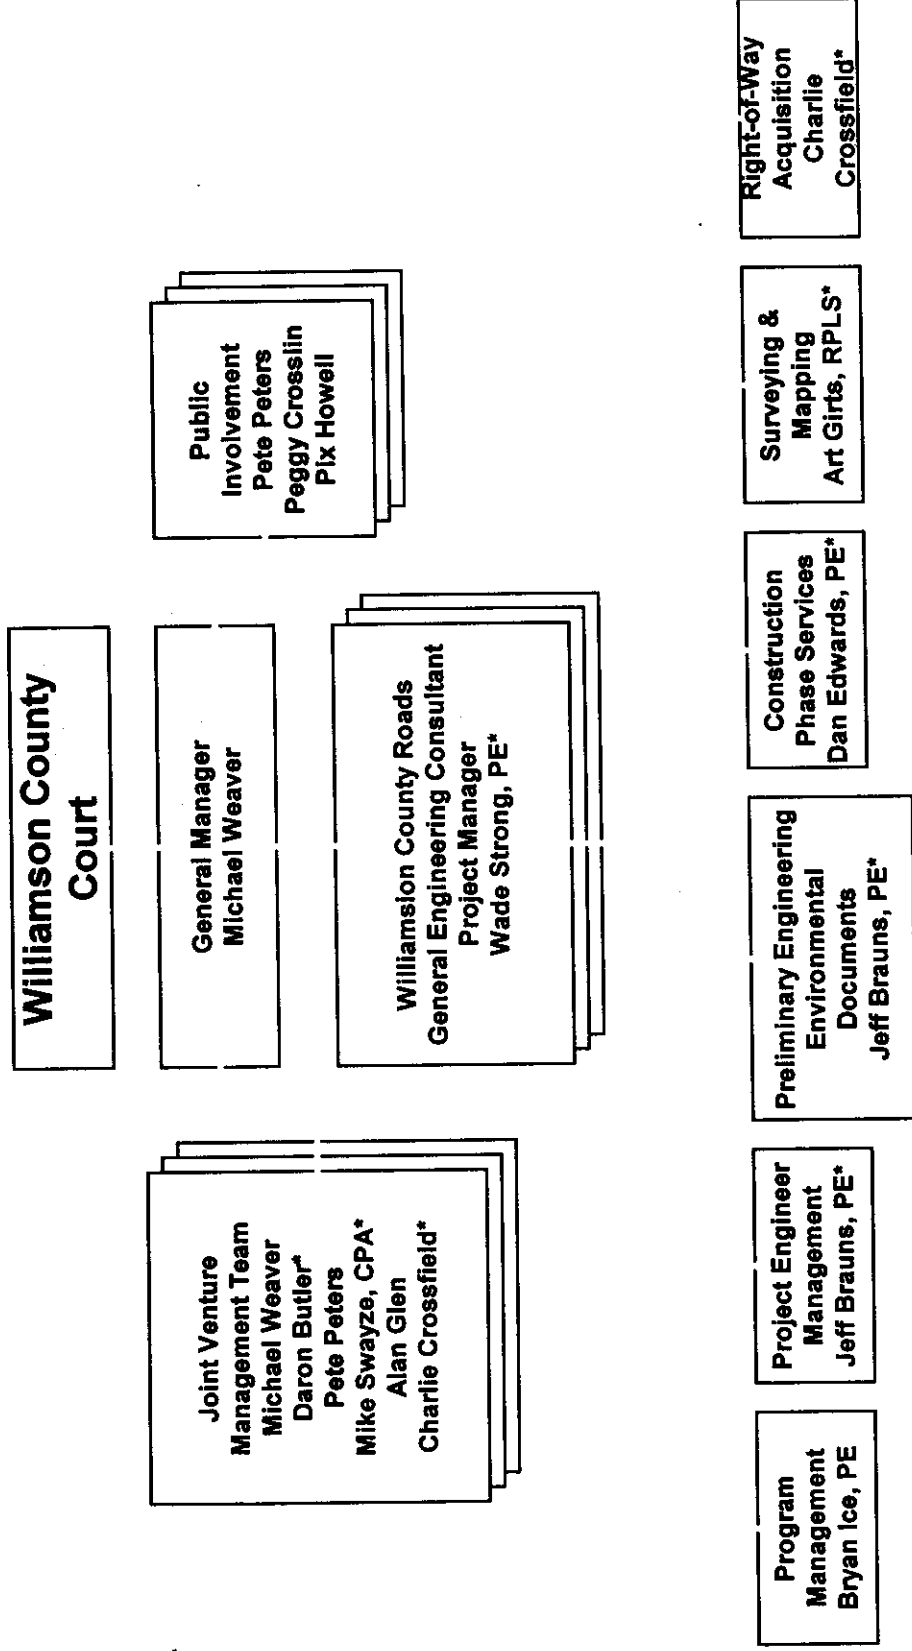 Williamson County
Court
General Manager
Michael Weaver
Joint Venture
Management Team
Michael Weaver
Daron Butler*
Pete Peters
Mike Swayze, CPA*
Alan Glen
Charlie Crossfield*
Williamsion County Roads
General Engineering Consultant
Project Manager
Wade Strong, PE*
Public
Involvement
Pete Peters
Peggy Crosslin
Pix Howell
Program
Management
Bryan Ice, PE
Project Engineer
Management
Jeff Brauns, PE*
Preliminary Engineering
Environmental
Documents
Jeff Brauns, PE*
Construction
Phase Services
Dan Edwards, PE*
Surveying &
Mapping
Art Girts, RPLS*
Right-of-Way
Acquisition
Charlie
Crossfield*